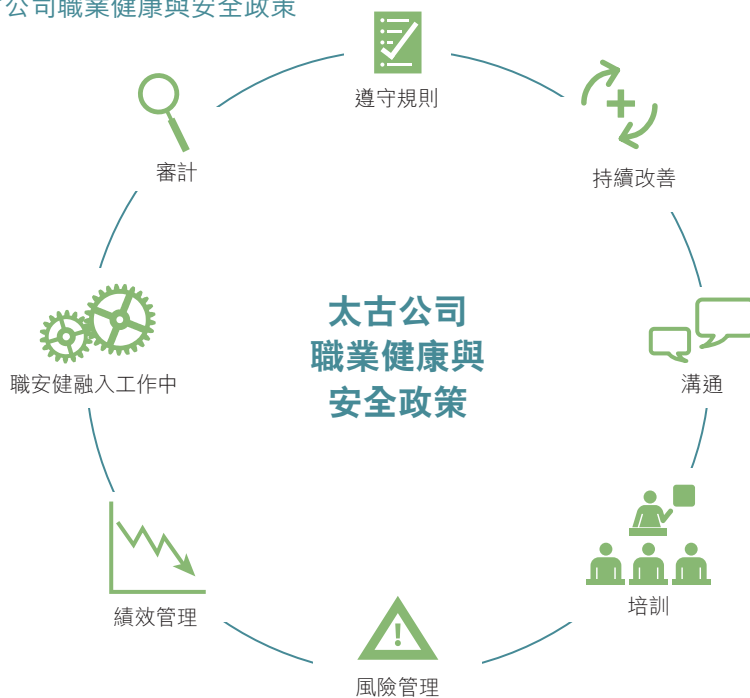 公司職業健康與安全政策
遵守規則
審計
持續改善
太古公司
職業健康與
安全政策
職安健融入工作中
溝通
績效管理
培訓
風險管理